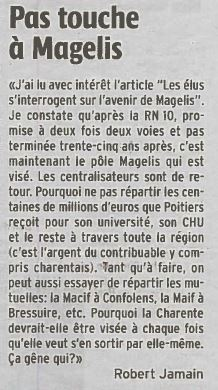 Pas touche
à Magelis
«J'ai lu avec intérêt l'article “Les élus
s'interrogent sur l'avenir de Magelis”.
Je constate qu'après la RN 10, pro-
mise à deux fois deux voies et pas
terminée trente-cinq ans après, c'est
maintenant le pôle Magelis qui est
visé. Les centralisateurs sont de re-
tour. Pourquoi ne pas répartir les cen-
taines de millions d'euros que Poitiers
reçoit pour son université, son CHU
et le reste à travers toute la région
(c'est l'argent du contribuable y com-
pris charentais). Tant qu'à faire, on
peut aussi essayer de répartir les mu-
tuelles: la Macif à Confolens, la Maif à
Bressuire, etc. Pourquoi la Charente
devrait-elle être visée à chaque fois
qu'elle veut s'en sortir par elle-même.
Ça gêne qui?»
Robert Jamain